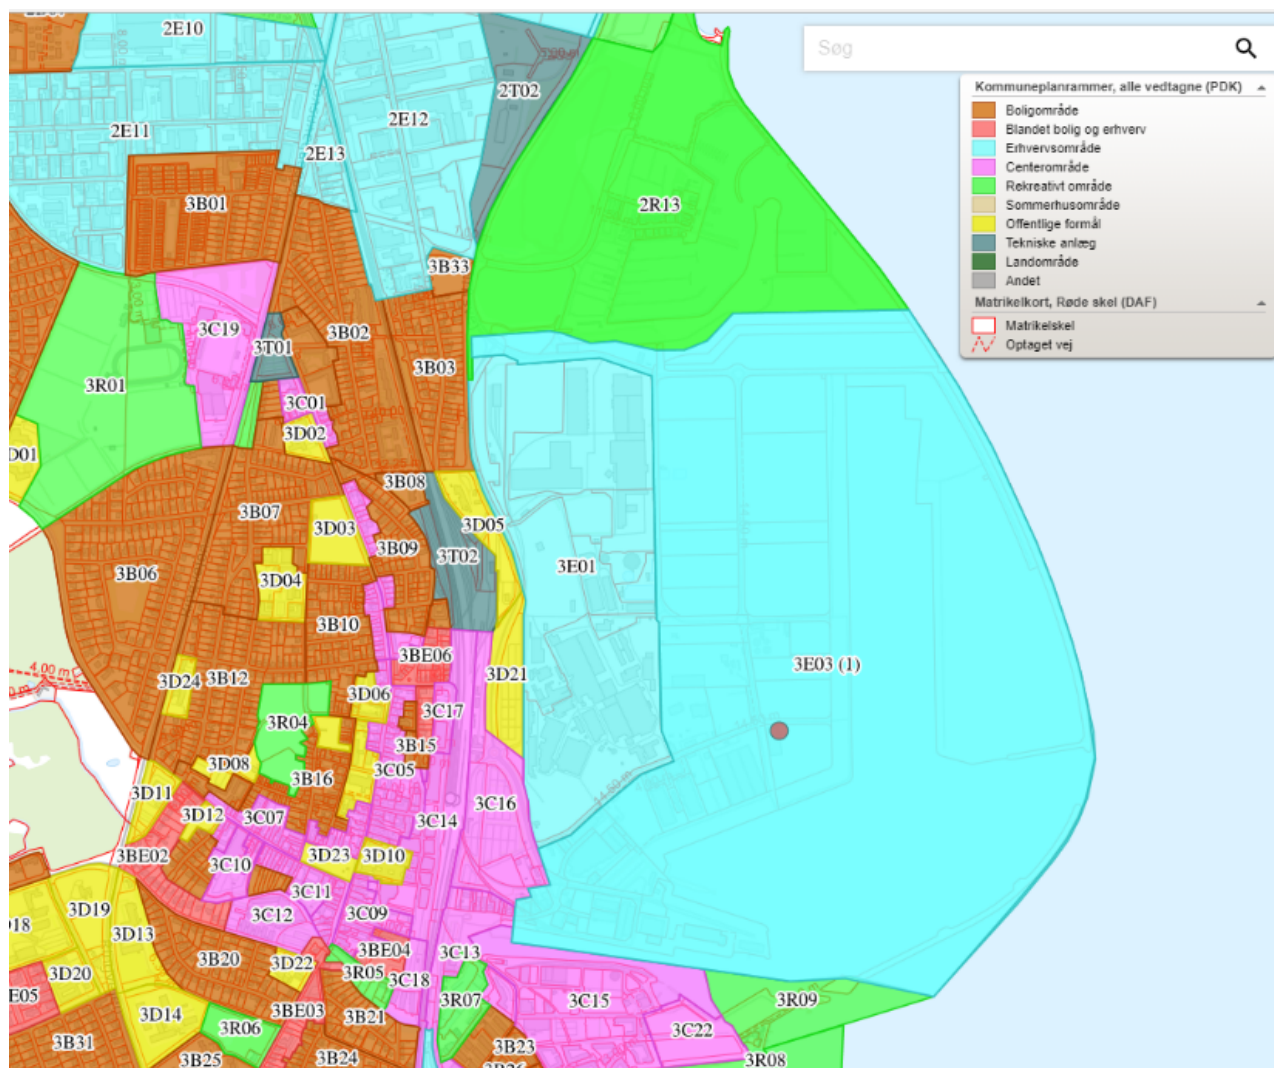 2E10
2T02
Søg
Kommuneplanrammer, alle vedtagne (PDK)
Boligområde
Blandet bolig og erhverv
Erhvervsområde
Centerområde
Rekreativt område
Sommerhusområde
Offentlige formål
Tekniske anlæg
Landområde
Andet
Matrikelkort, Røde skel (DAF)
Matrikelskel
Optaget vej
2E11
2E12
2E13
3B01
2R13
3B33
3C19
3B02
3T01
3B03
3R01
3C01
3D02
D01
3B08
3B07
3D03
3D05
3B09
3T02
3E01
3B06
3D04
3B10
3BE06
3E03 (1)
4.00 m
3B12
3D24
3D06
3D21
3C17
3R04
3B15
3D08
3B16
3C05
3D11
3C16
3D12
3C07
3C14
3BE02
3D23
3D10
3C10
3C11
3D19
3C12
3C09
18
3D13
3BE04
3C13
3B20
3D22
3R05
3D20
3C18
E05
3R07
3C15
3R09
3BE03
3D14
3B21
3R06
3C22
3B31
3B23
3B25
3B24
3R08